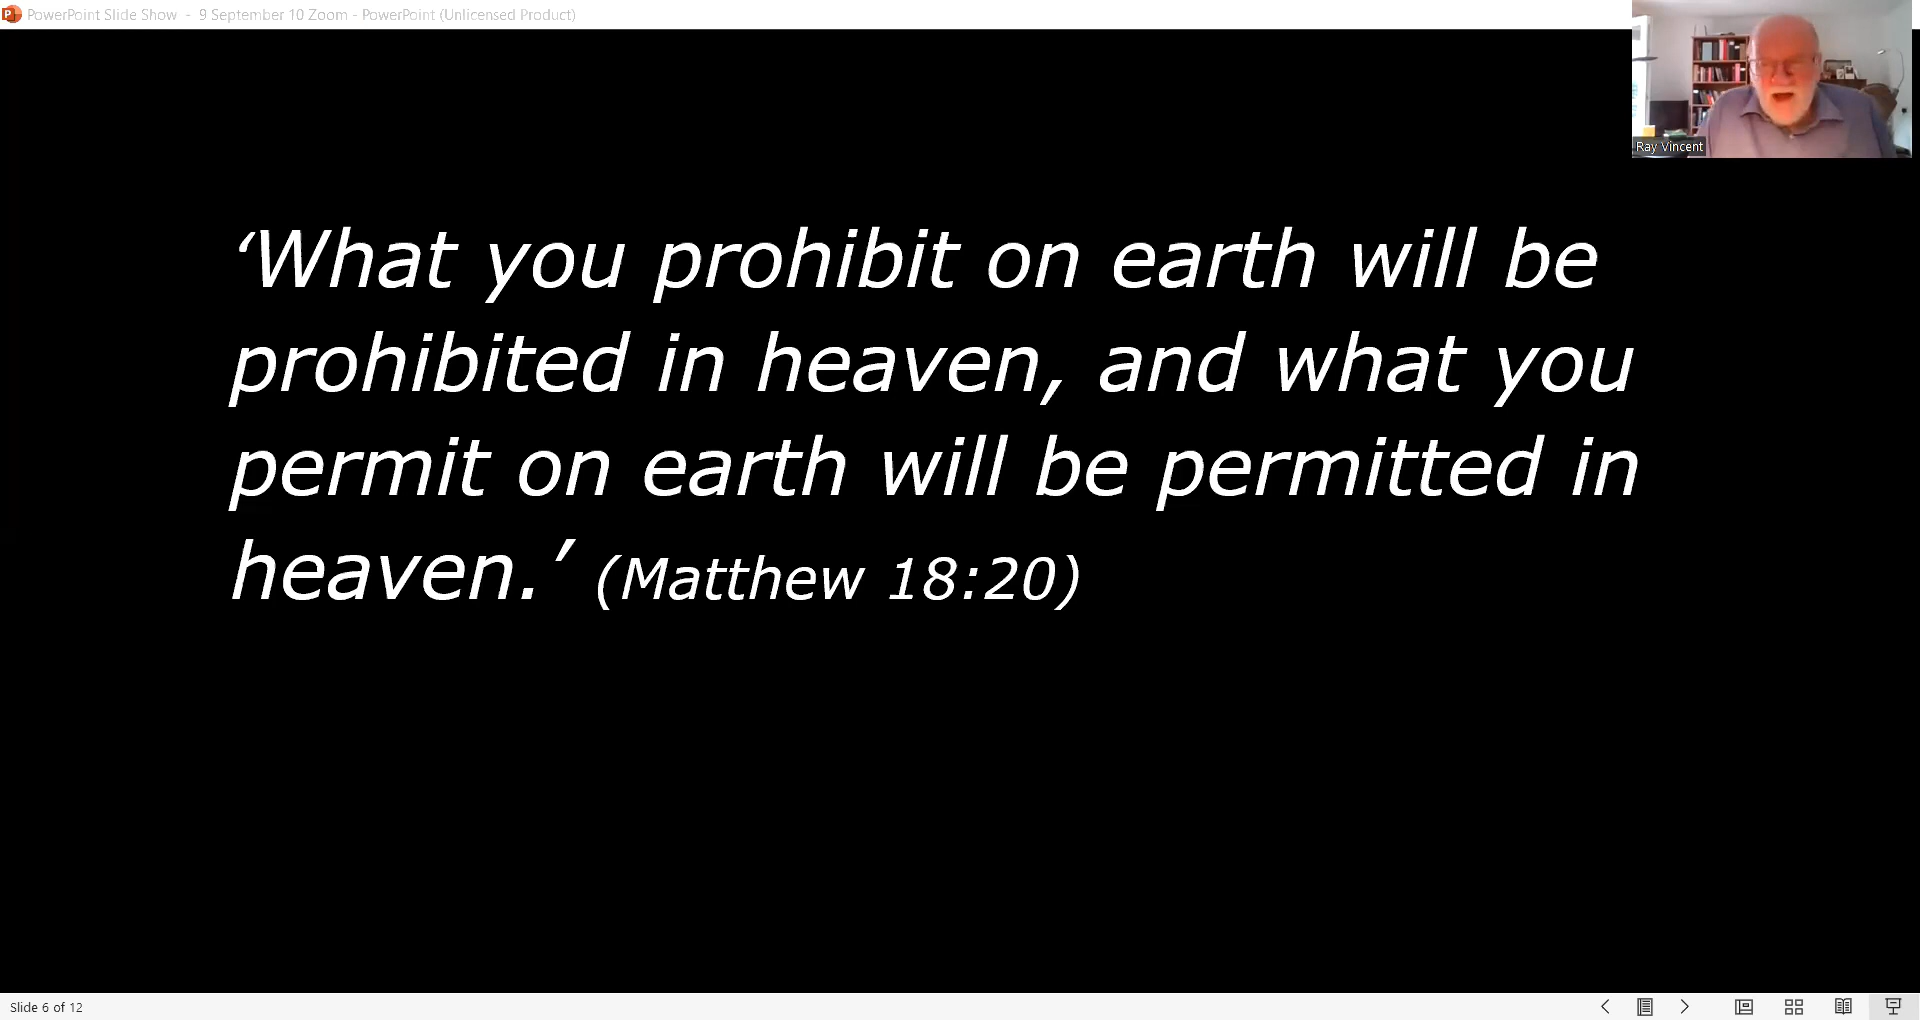 PowerPoint Slide Show - 9 September 10 Zoom - PowerPoint (Unlicensed Product)
Ray Vincent
‘What you prohibit on earth will be
prohibited in heaven, and what you
permit on earth will be permitted in
heaven.’ (Matthew 18:20)
Slide 6 of 12